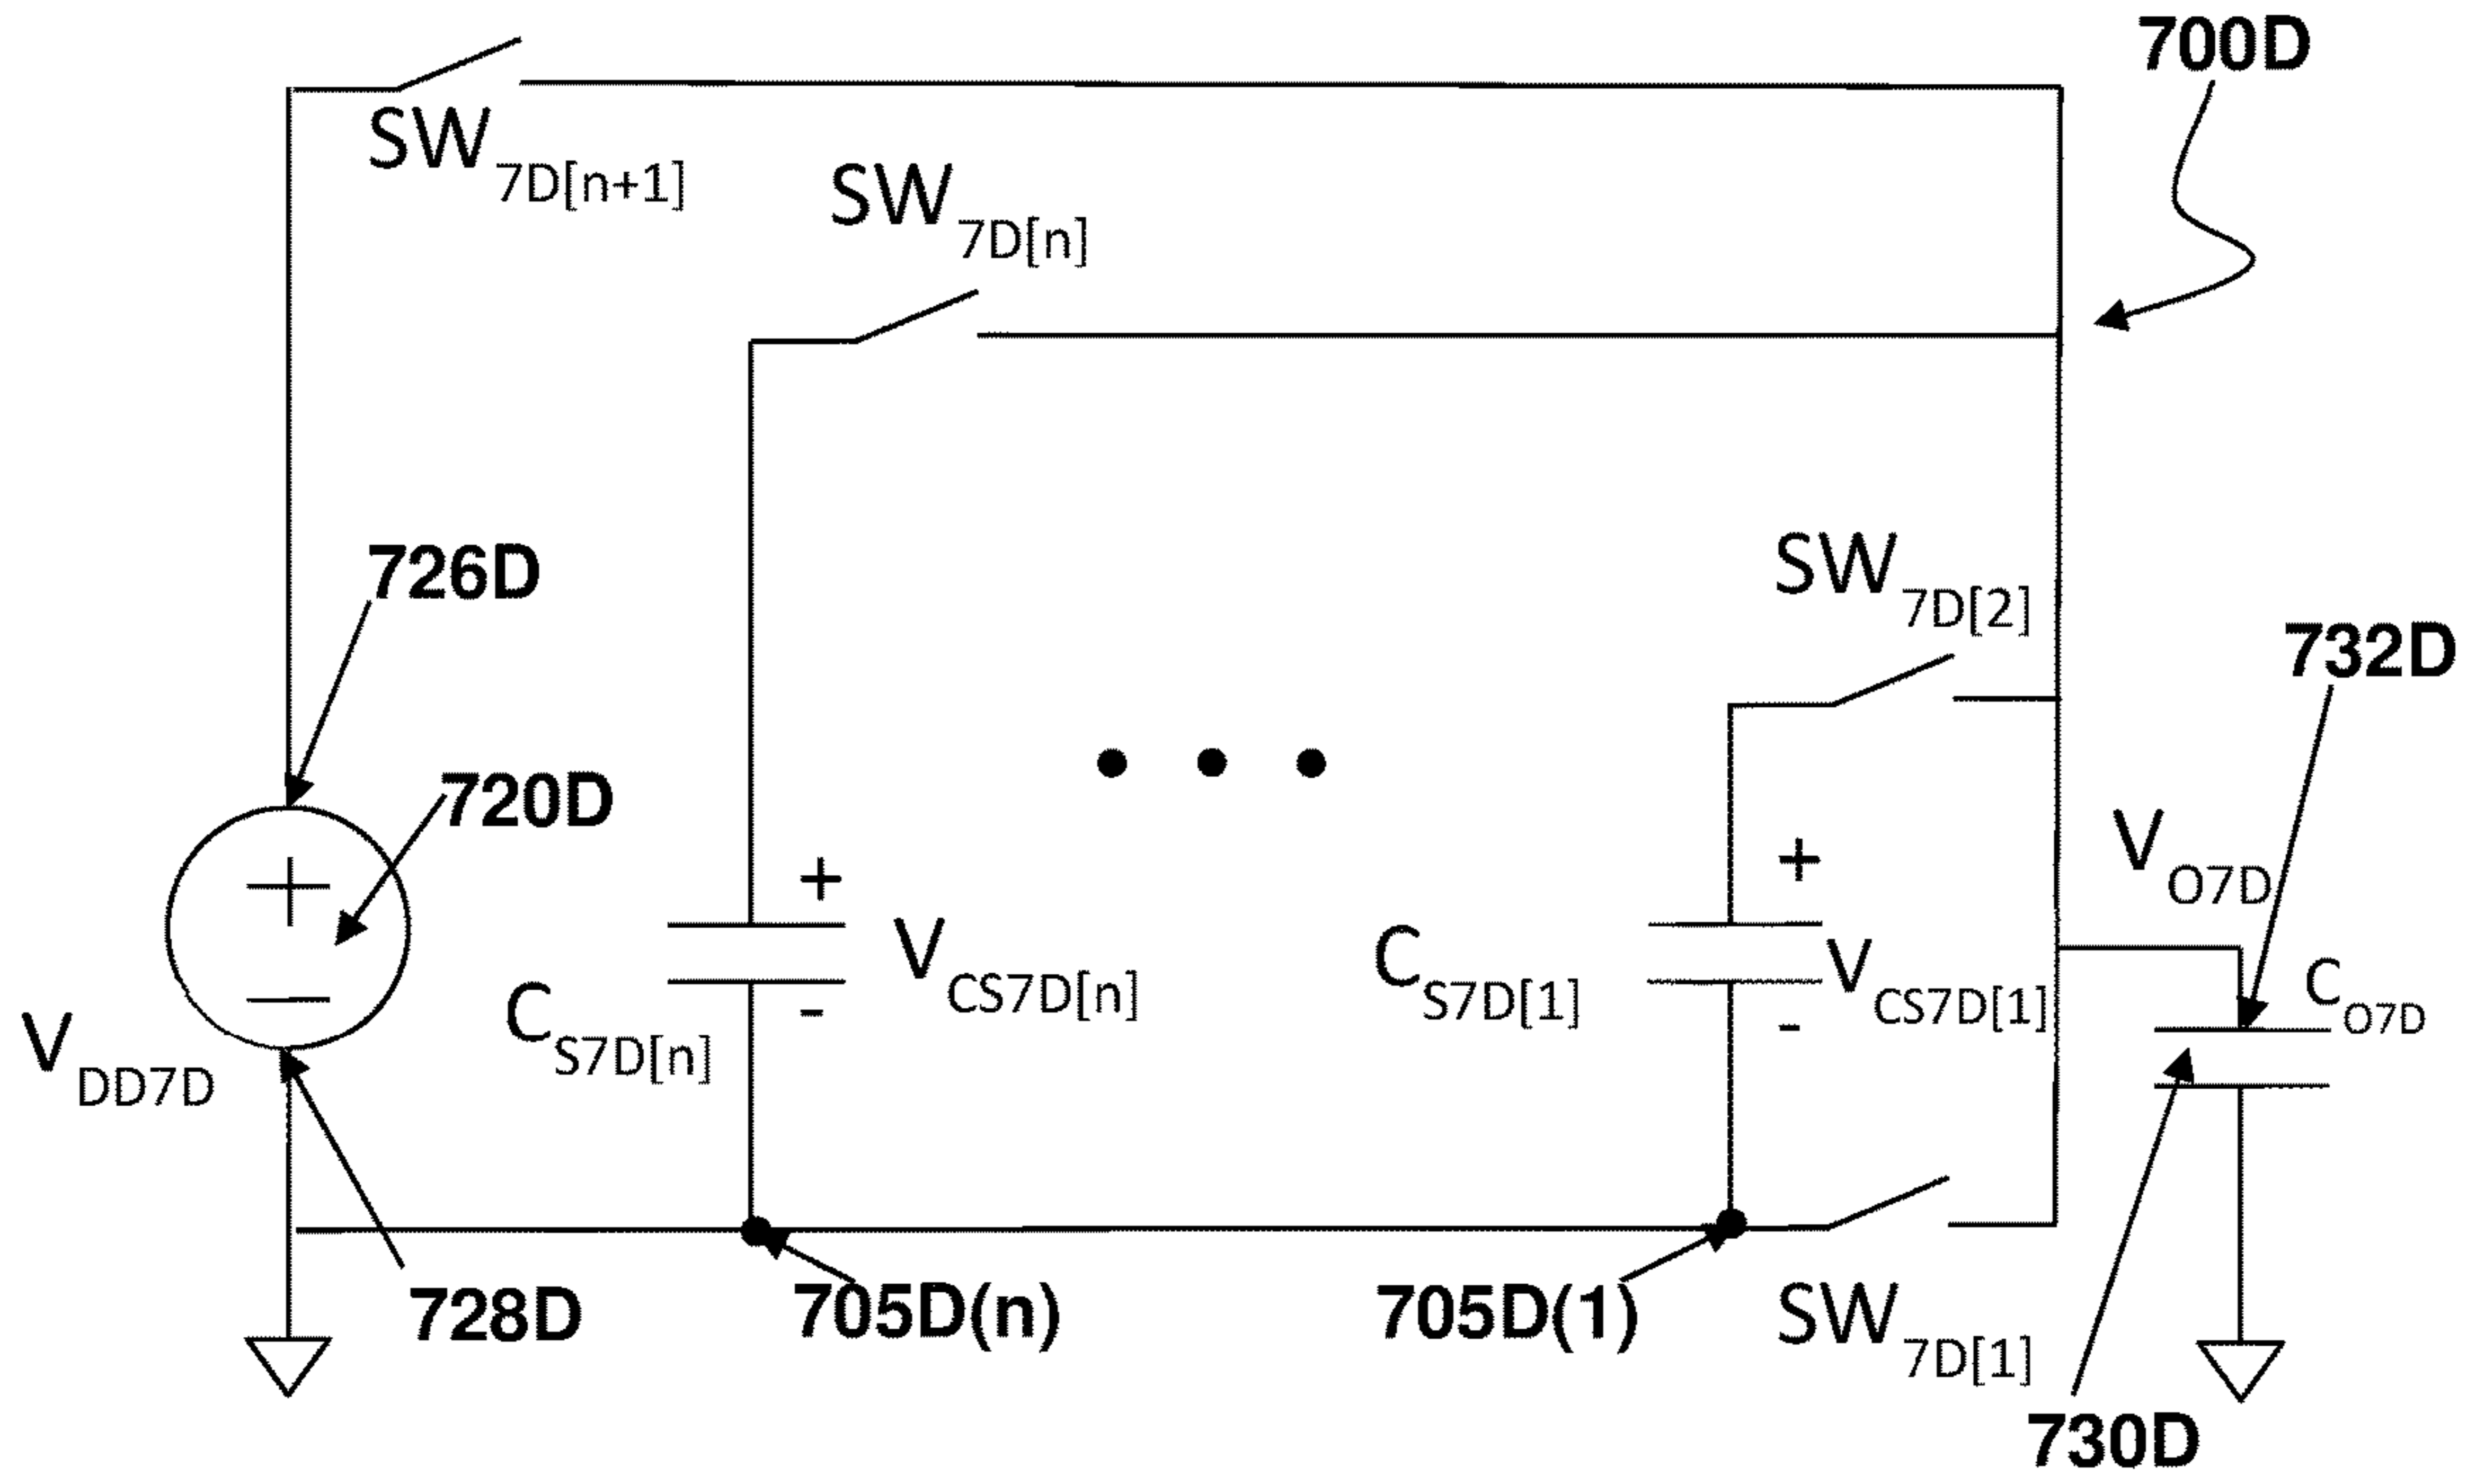 700D
SW7D[n+1]
SW7D[n]
726D
SW7D[2]
732D
720D
VO7D
+
+
+
−
VCS7D[n]
CS7D[n]
CS7D[1]
VCS7D[1]
CO7D
-
-
VDD7D
728D
705D(n)
705D(1)
SW7D[1]
730D